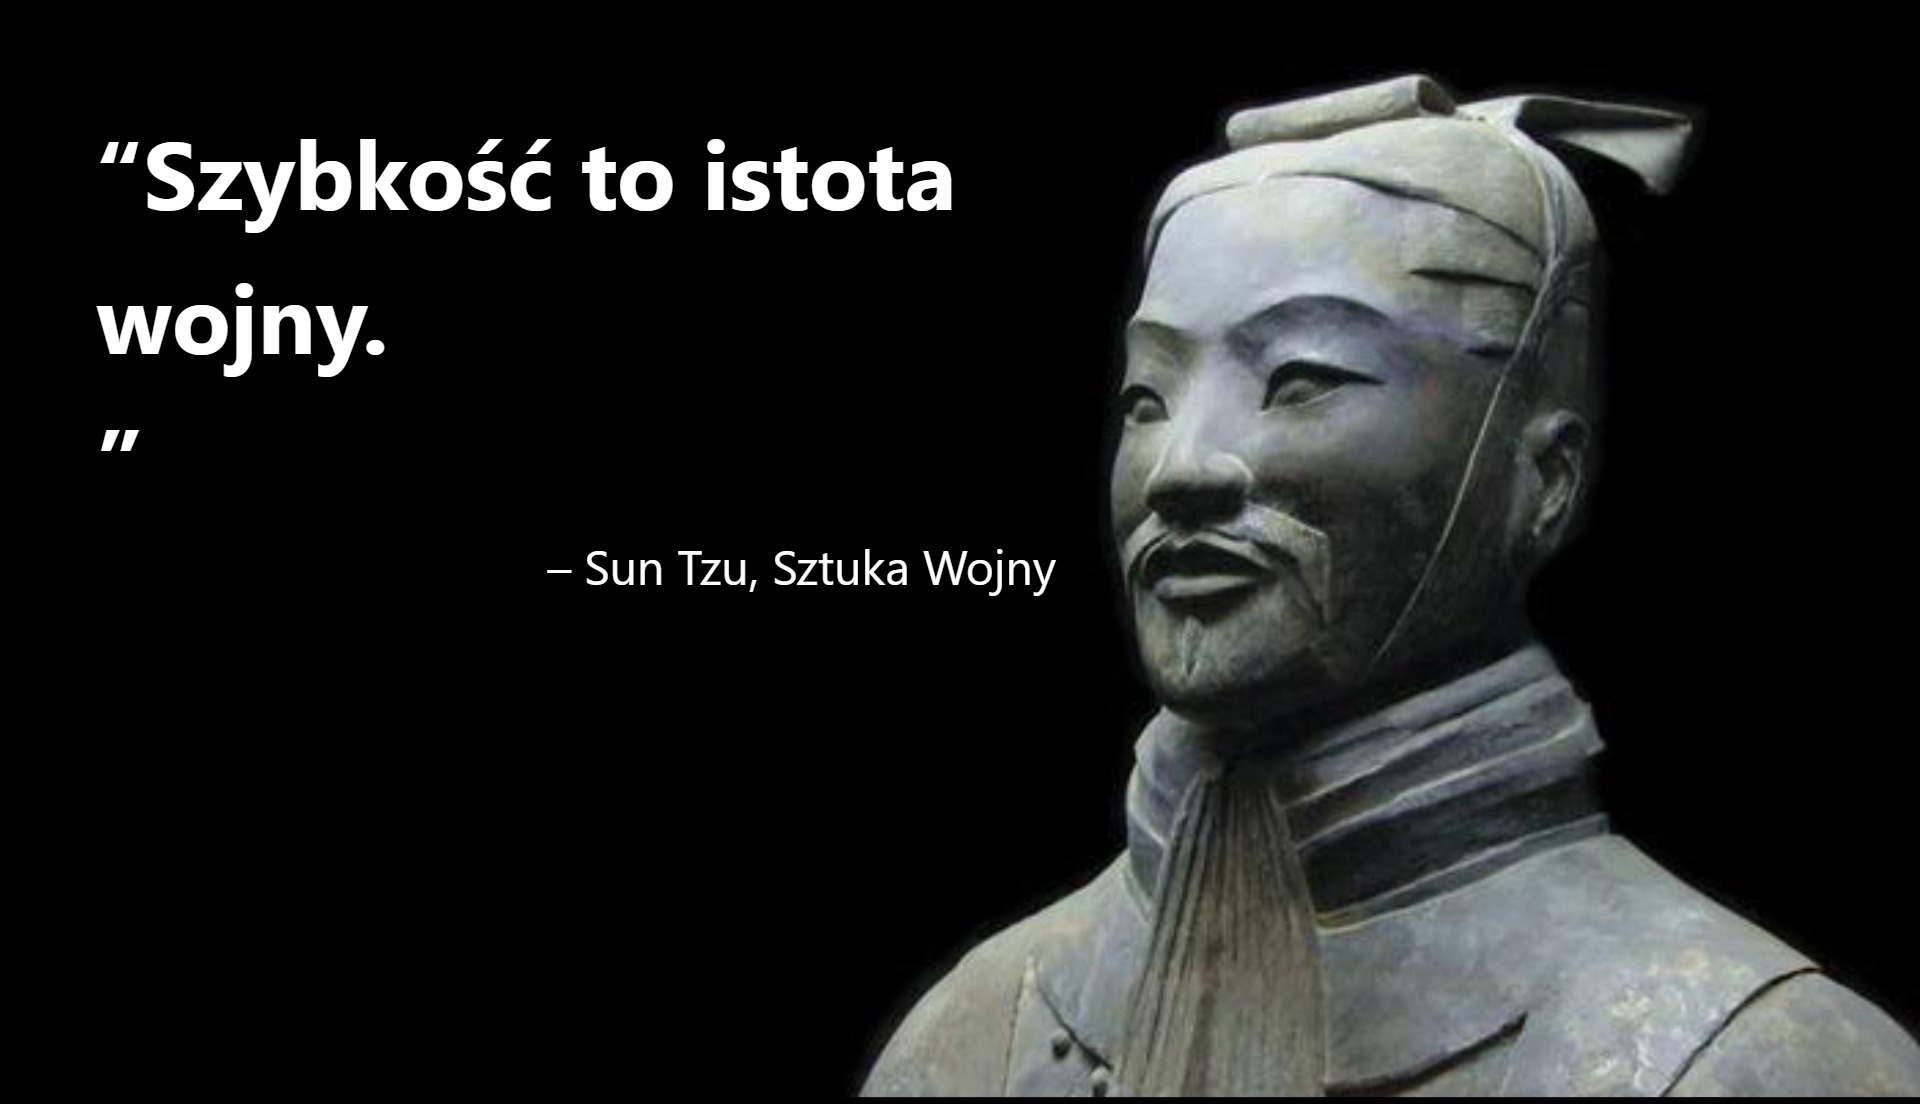 “Szybkość to istota
wojny.
”
– Sun Tzu, Sztuka Wojny